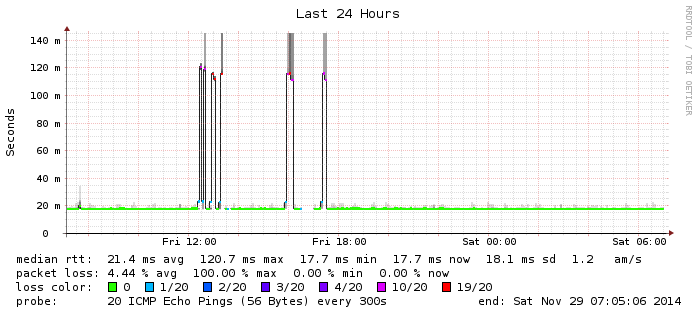 Last 24 Hours
RRDTOOL / TOBI OETIKER
Seconds
140 m
120 m
100 m
80 m
60 m
40 m
20 m
0
Fri 12:00 Fri 18:00 Sat 00:00 Sat 06:00
median rtt: 21.4 ms avg 120.7 ms max 17.7 ms min 17.7 ms now 18.1 ms sd 1.2 am/s
packet loss: 4.44 % avg 100.00 % max 0.00 % min 0.00 % now
loss color: 0 1/20 2/20 3/20 4/20 10/20 19/20
probe: 20 ICMP Echo Pings (56 Bytes) every 300s end: Sat Nov 29 07:05:06 2014